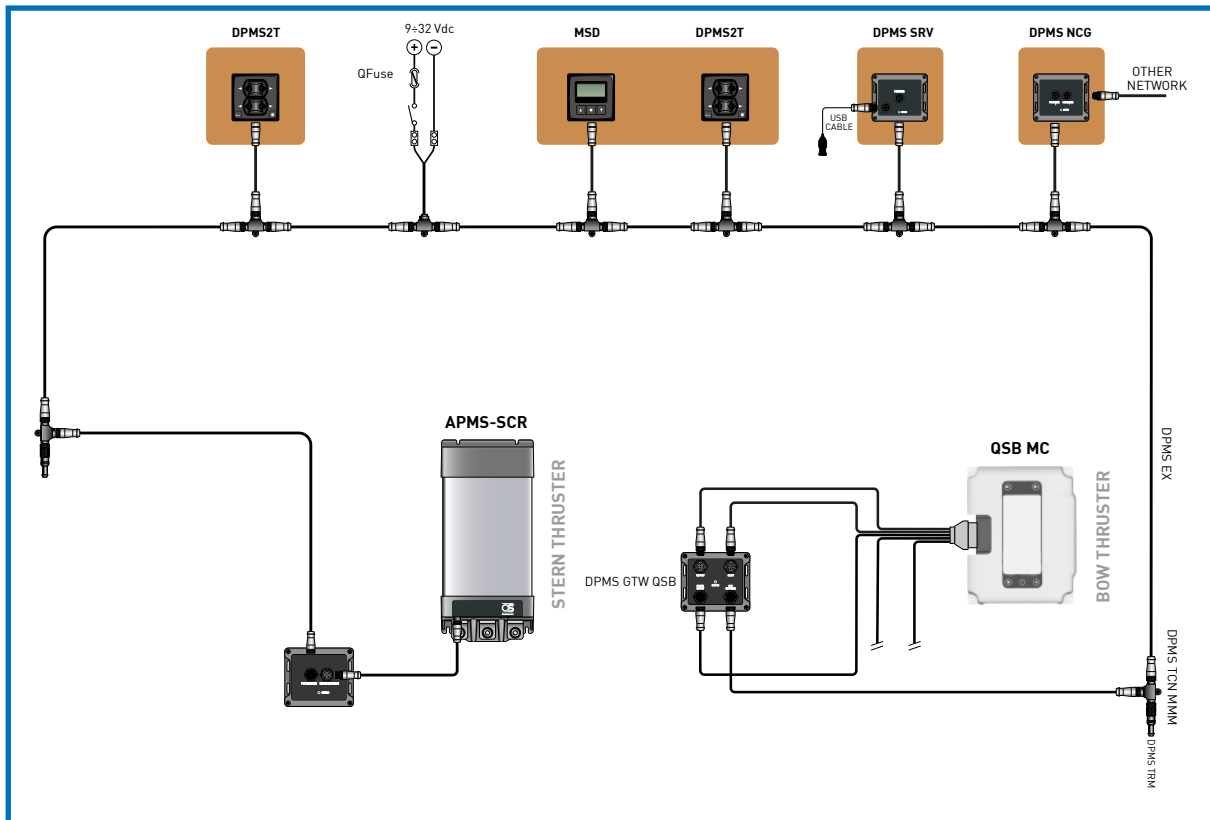 DPMS2T
9÷32 Vdc
MSD
DPMS2T
DPMS SRV
DPMS NCG
QFuse
+
−
USB
CABLE
OTHER
NETWORK
APMS-SCR
STERN THRUSTER
DPMS GTW QSB
QSB MC
BOW THRUSTER
DPMS EX
DPMS TCN MMM
DPMS TRM